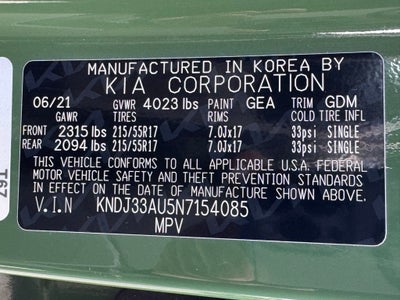 MANUFACTURED IN KOREA BY
KIA CORPORATION
06/21 GVWR 4023 lbs PAINT GEA TRIM GDM
GAWR TIRES RIMS COLD TIRE INFL
FRONT 2315 lbs 215/55R17 7.0Jx17 33psi SINGLE
REAR 2094 lbs 215/55R17 7.0Jx17 33psi SINGLE
THIS VEHICLE CONFORMS TO ALL APPLICABLE U.S.A. FEDERAL
MOTOR VEHICLE SAFETY AND THEFT PREVENTION STANDARDS
IN EFFECT ON THE DATE OF MANUFACTURE SHOWN ABOVE.
V.I.N KNDJ33AU5N7154085
MPV